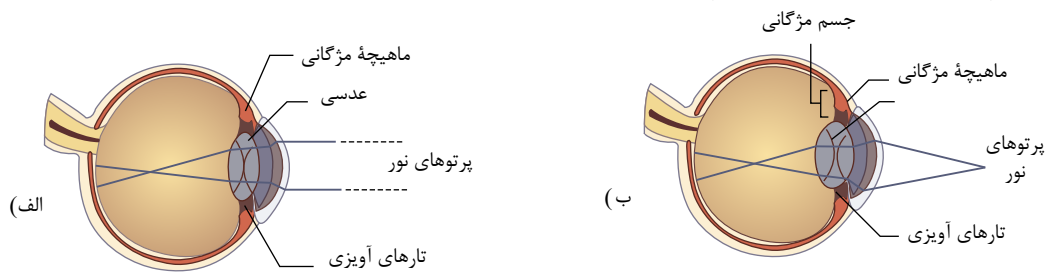 جسم مژگانی
ماهیچهٔ مژگانی
ماهیچهٔ مژگانی
عدسی
پرتوهای
نور
پرتوهای نور
ب)
الف)
تارهای آویزی
تارهای آویزی